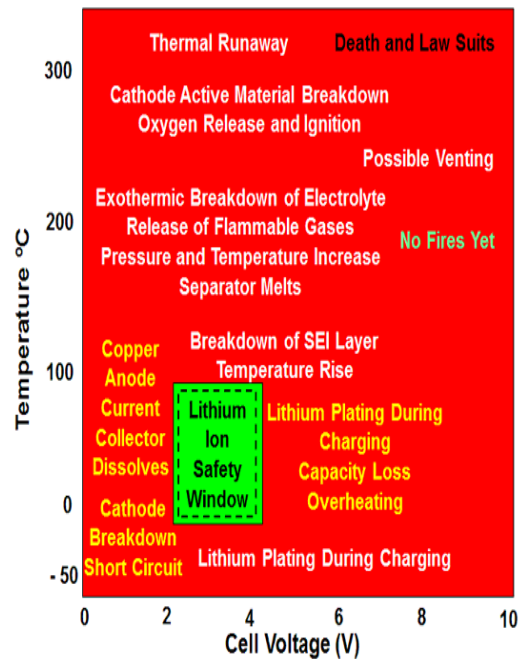 Thermal Runaway
Death and Law Suits
300
Cathode Active Material Breakdown
Oxygen Release and Ignition
Possible Venting
Exothermic Breakdown of Electrolyte
200
Release of Flammable Gases
No Fires Yet
Pressure and Temperature Increase
Separator Melts
Temperature °C
Breakdown of SEI Layer
Temperature Rise
100
Copper
Anode
Current
Collector
Dissolves
Lithium
Ion
Safety
Window
Lithium Plating During
Charging
Capacity Loss
Overheating
0
Cathode
Breakdown
Short Circuit
Lithium Plating During Charging
- 50
0 2 4 6 8 10
Cell Voltage (V)